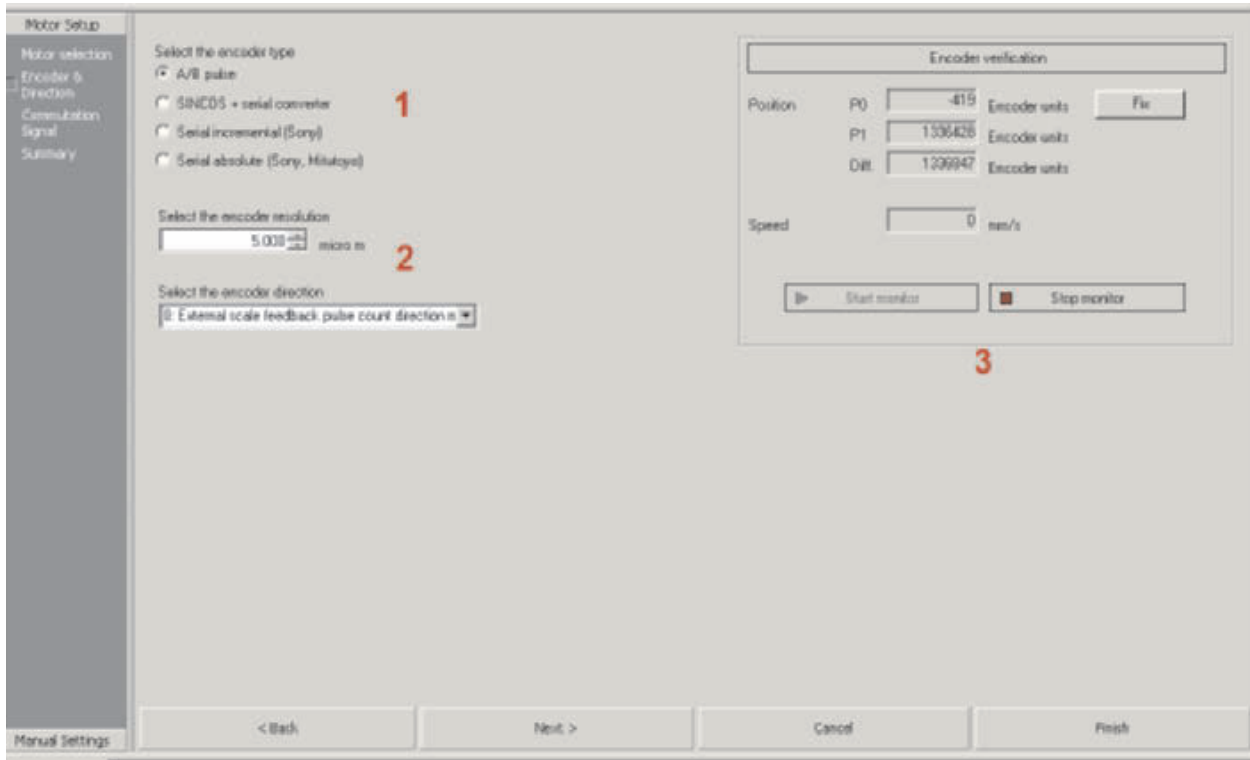 Motor Setup
Motor selection
Encoder &
Direction
Commutation
Signal
Summary
Manual Settings
Select the encoder type
A/B pulse
SINCOS + serial converter
Serial incremental (Sony)
Serial absolute (Sony, Mitutoyo)
1
Select the encoder resolution
5.000 micro m
2
Select the encoder direction
0: External scale feedback pulse count direction n
Encoder verification
Position P0 -419 Encoder units Fix
P1 1336428 Encoder units
Diff. 1336847 Encoder units
Speed 0 mm/s
Start monitor Stop monitor
3
< Back Next > Cancel Finish